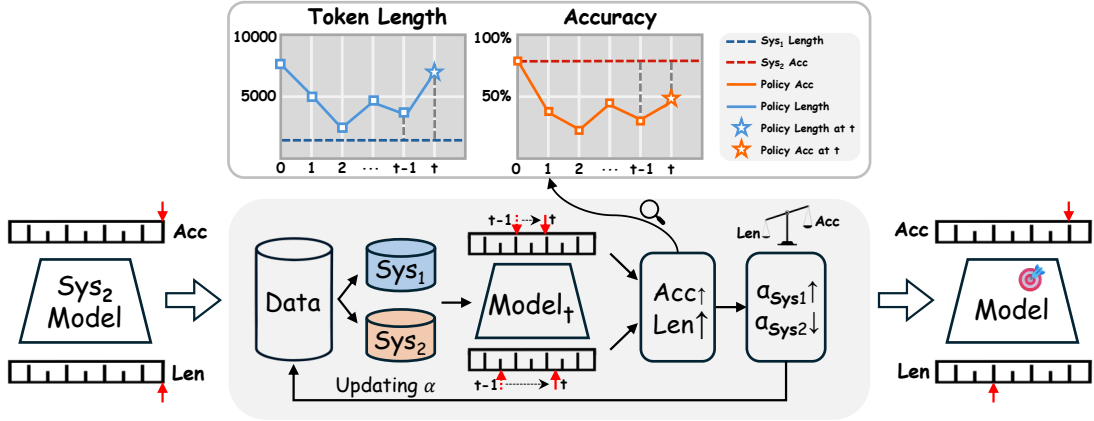 Token Length
Accuracy
10000
5000
0 1 2 ... t-1 t
100%
50%
0 1 2 ... t-1 t
Sys₁ Length
Sys₂ Acc
Policy Acc
Policy Length
Policy Length at t
Policy Acc at t
Acc
Sys₂
Model
Len
Data
Sys₁
Sys₂
t-1 t
Modelₜ
t-1 t
Updating α
Acc↑
Len↑
Len
Acc
αSys1↑
αSys2↓
Acc
Model
Len